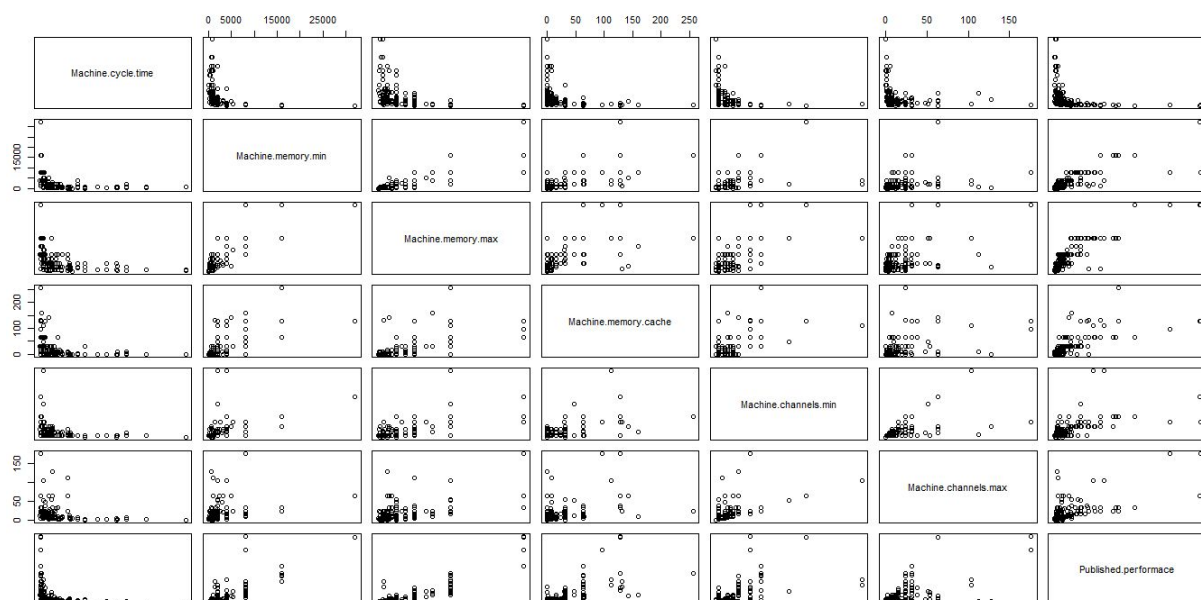 0 5000 15000 25000
0 50 100 150 200 250
0 50 100 150
Machine.cycle.time
0 15000
Machine.memory.min
Machine.memory.max
0 100 200
Machine.memory.cache
Machine.channels.min
0 50 150
Machine.channels.max
Published.performace